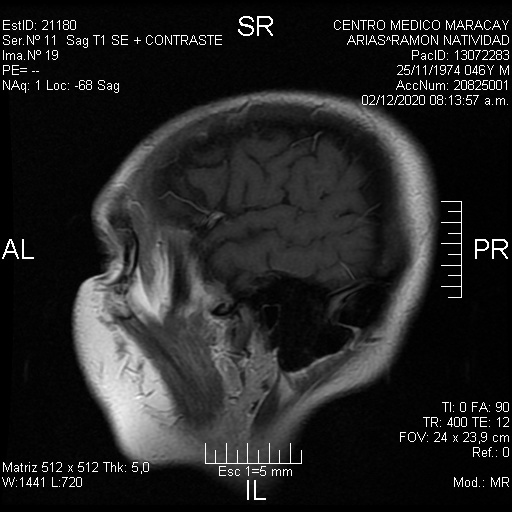 EstID: 21180
Ser.Nº 11 Sag T1 SE + CONTRASTE
Ima.Nº 19
PE= --
NAq: 1 Loc: -68 Sag
SR
CENTRO MEDICO MARACAY
ARIAS^RAMON NATIVIDAD
PacID: 13072283
25/11/1974 046Y M
AccNum: 20825001
02/12/2020 08:13:57 a.m.
AL
PR
TI: 0 FA: 90
TR: 400 TE: 12
FOV: 24 x 23,9 cm
Ref.: 0
Mod.: MR
Matriz 512 x 512 Thk: 5,0
W:1441 L:720
Esc 1=5 mm
IL